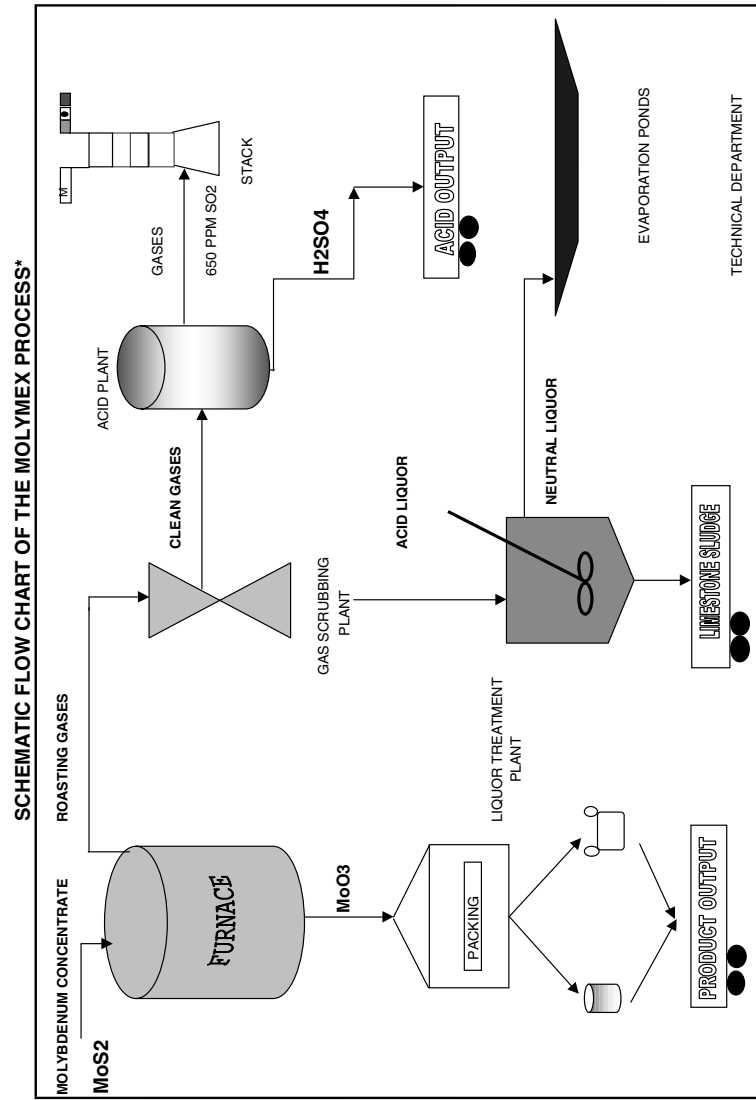 SCHEMATIC FLOW CHART OF THE MOLYMEX PROCESS*
MOLYBDENUM CONCENTRATE
MoS2
ROASTING GASES
FURNACE
MoO3
PACKING
PRODUCT OUTPUT
CLEAN GASES
GAS SCRUBBING
PLANT
ACID PLANT
GASES
650 PPM SO2
M
STACK
H2SO4
ACID OUTPUT
ACID LIQUOR
LIQUOR TREATMENT
PLANT
NEUTRAL LIQUOR
LIMESTONE SLUDGE
EVAPORATION PONDS
TECHNICAL DEPARTMENT